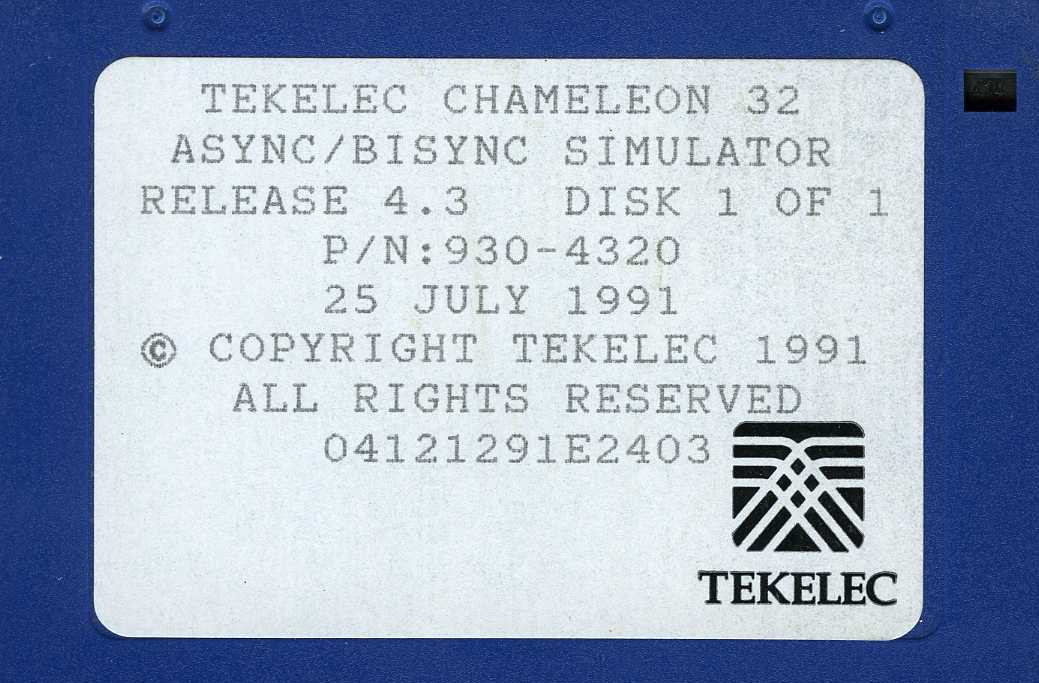 TEKELEC CHAMELEON 32
ASYNC/BISYNC SIMULATOR
RELEASE 4.3 DISK 1 OF 1
P/N:930-4320
25 JULY 1991
© COPYRIGHT TEKELEC 1991
ALL RIGHTS RESERVED
04121291E2403
TEKELEC